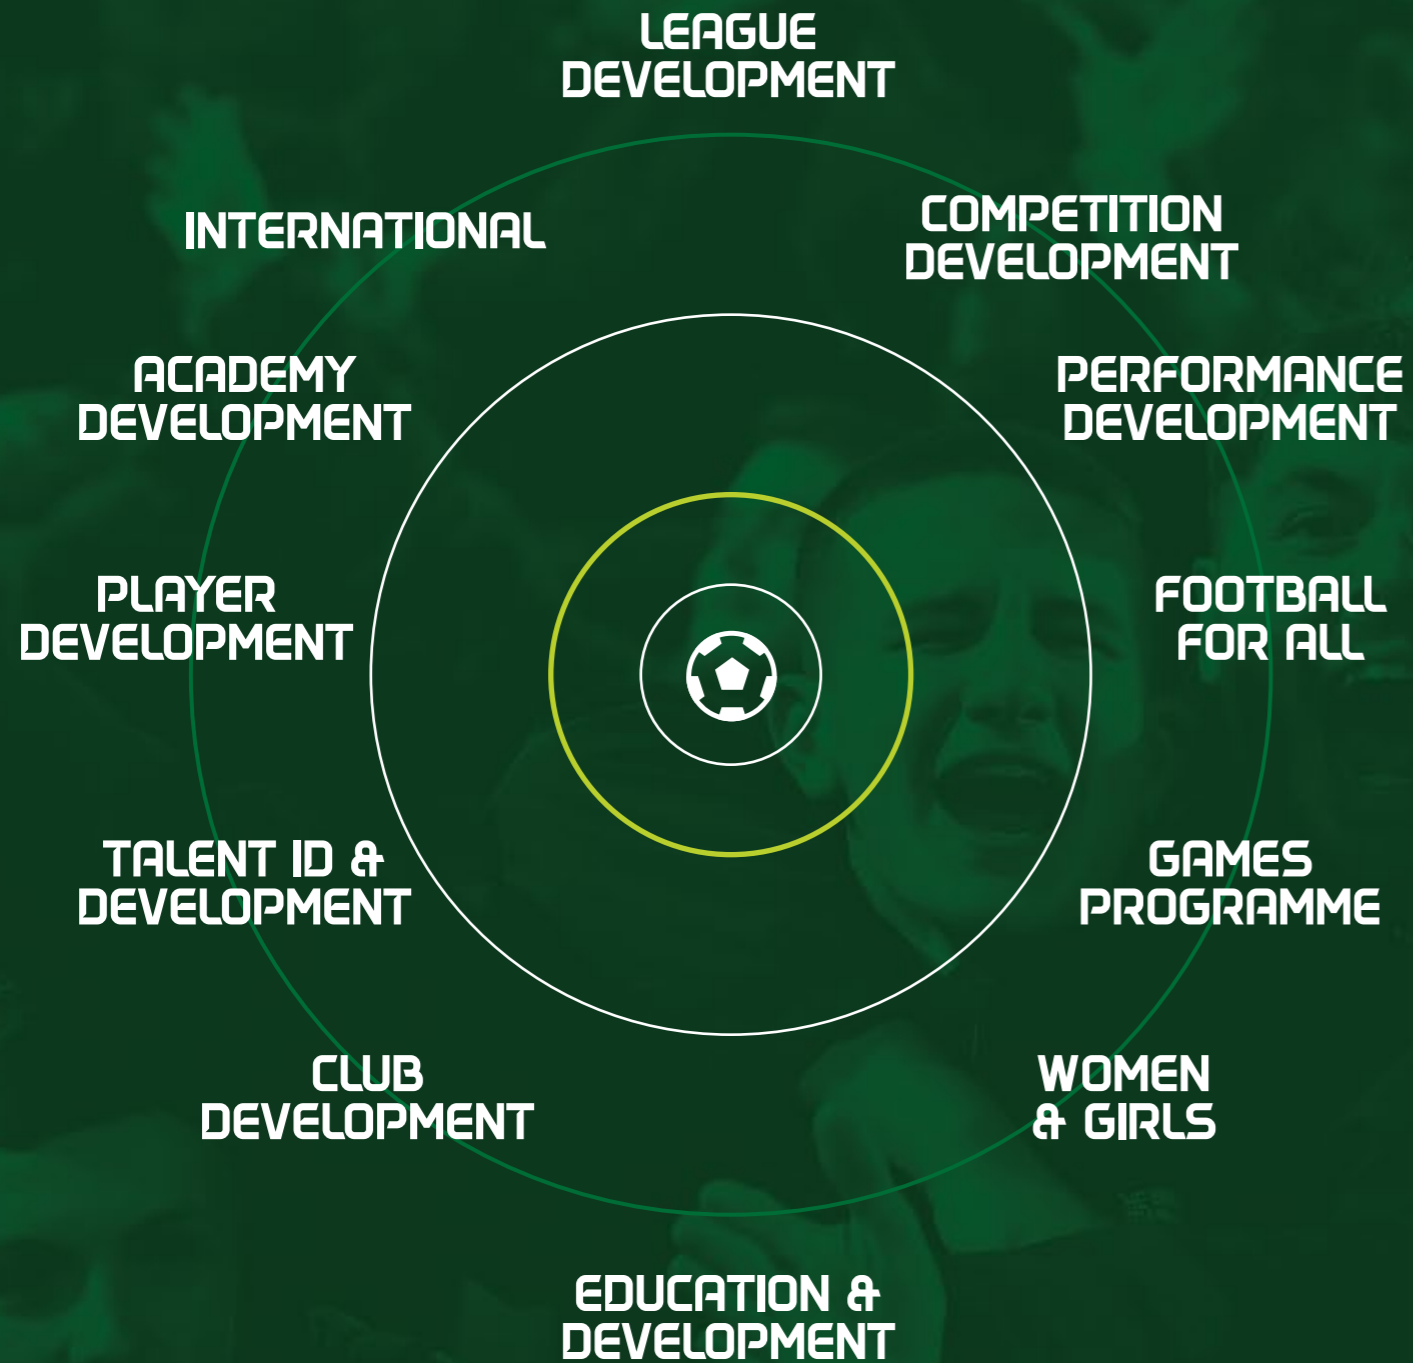 LEAGUE
DEVELOPMENT
COMPETITION
DEVELOPMENT
PERFORMANCE
DEVELOPMENT
FOOTBALL
FOR ALL
GAMES
PROGRAMME
WOMEN
& GIRLS
EDUCATION &
DEVELOPMENT
CLUB
DEVELOPMENT
TALENT ID &
DEVELOPMENT
PLAYER
DEVELOPMENT
ACADEMY
DEVELOPMENT
INTERNATIONAL